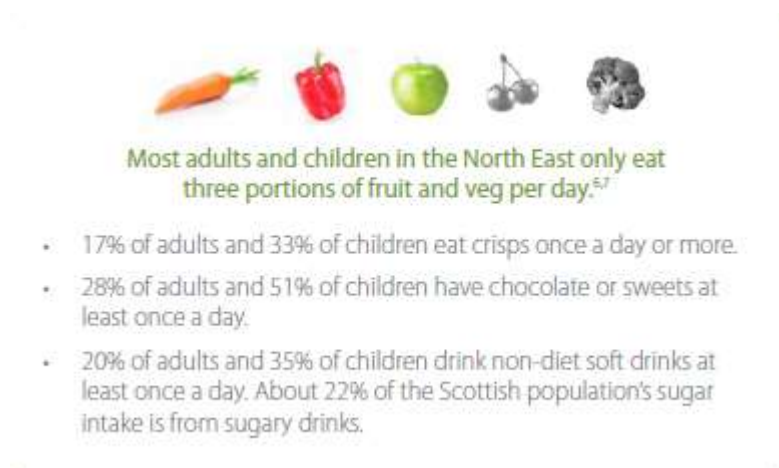 Most adults and children in the North East only eat
three portions of fruit and veg per day.⁶,⁷
• 17% of adults and 33% of children eat crisps once a day or more.
• 28% of adults and 51% of children have chocolate or sweets at
least once a day.
• 20% of adults and 35% of children drink non-diet soft drinks at
least once a day. About 22% of the Scottish population's sugar
intake is from sugary drinks.